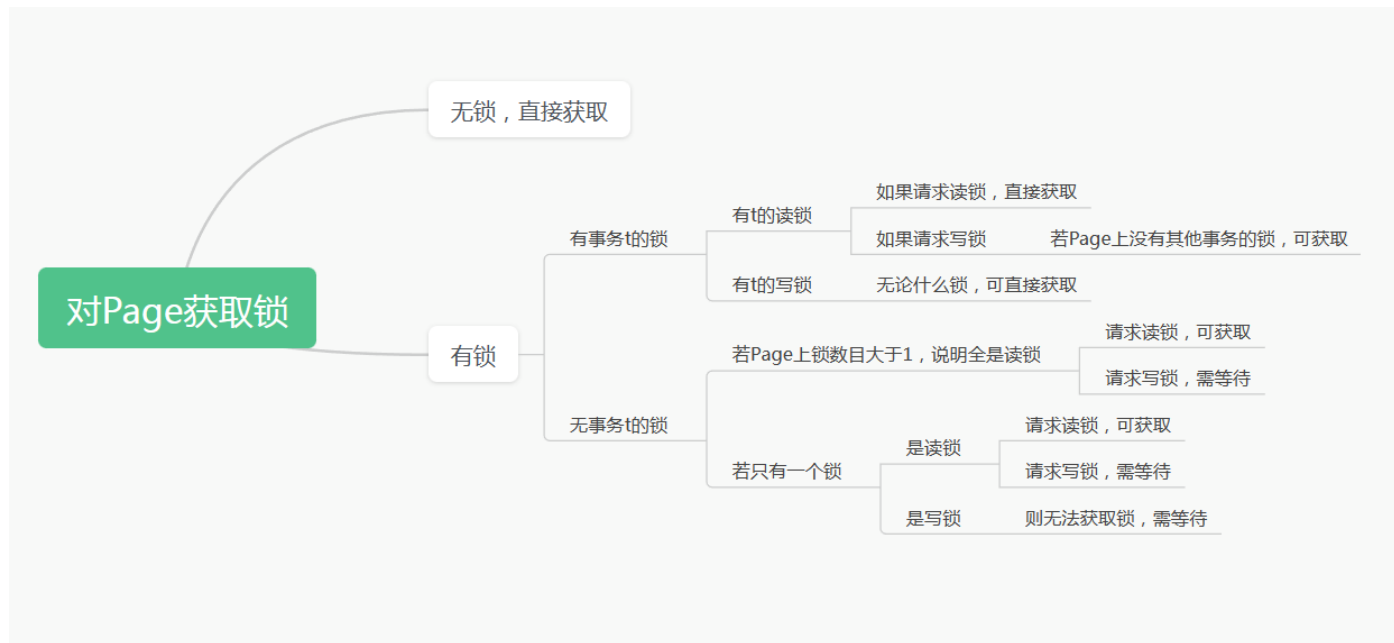 对Page获取锁
无锁，直接获取
有锁
有事务t的锁
有t的读锁
如果请求读锁，直接获取
如果请求写锁
若Page上没有其他事务的锁，可获取
有t的写锁
无论什么锁，可直接获取
无事务t的锁
若Page上锁数目大于1，说明全是读锁
请求读锁，可获取
请求写锁，需等待
若只有一个锁
是读锁
请求读锁，可获取
请求写锁，需等待
是写锁
则无法获取锁，需等待